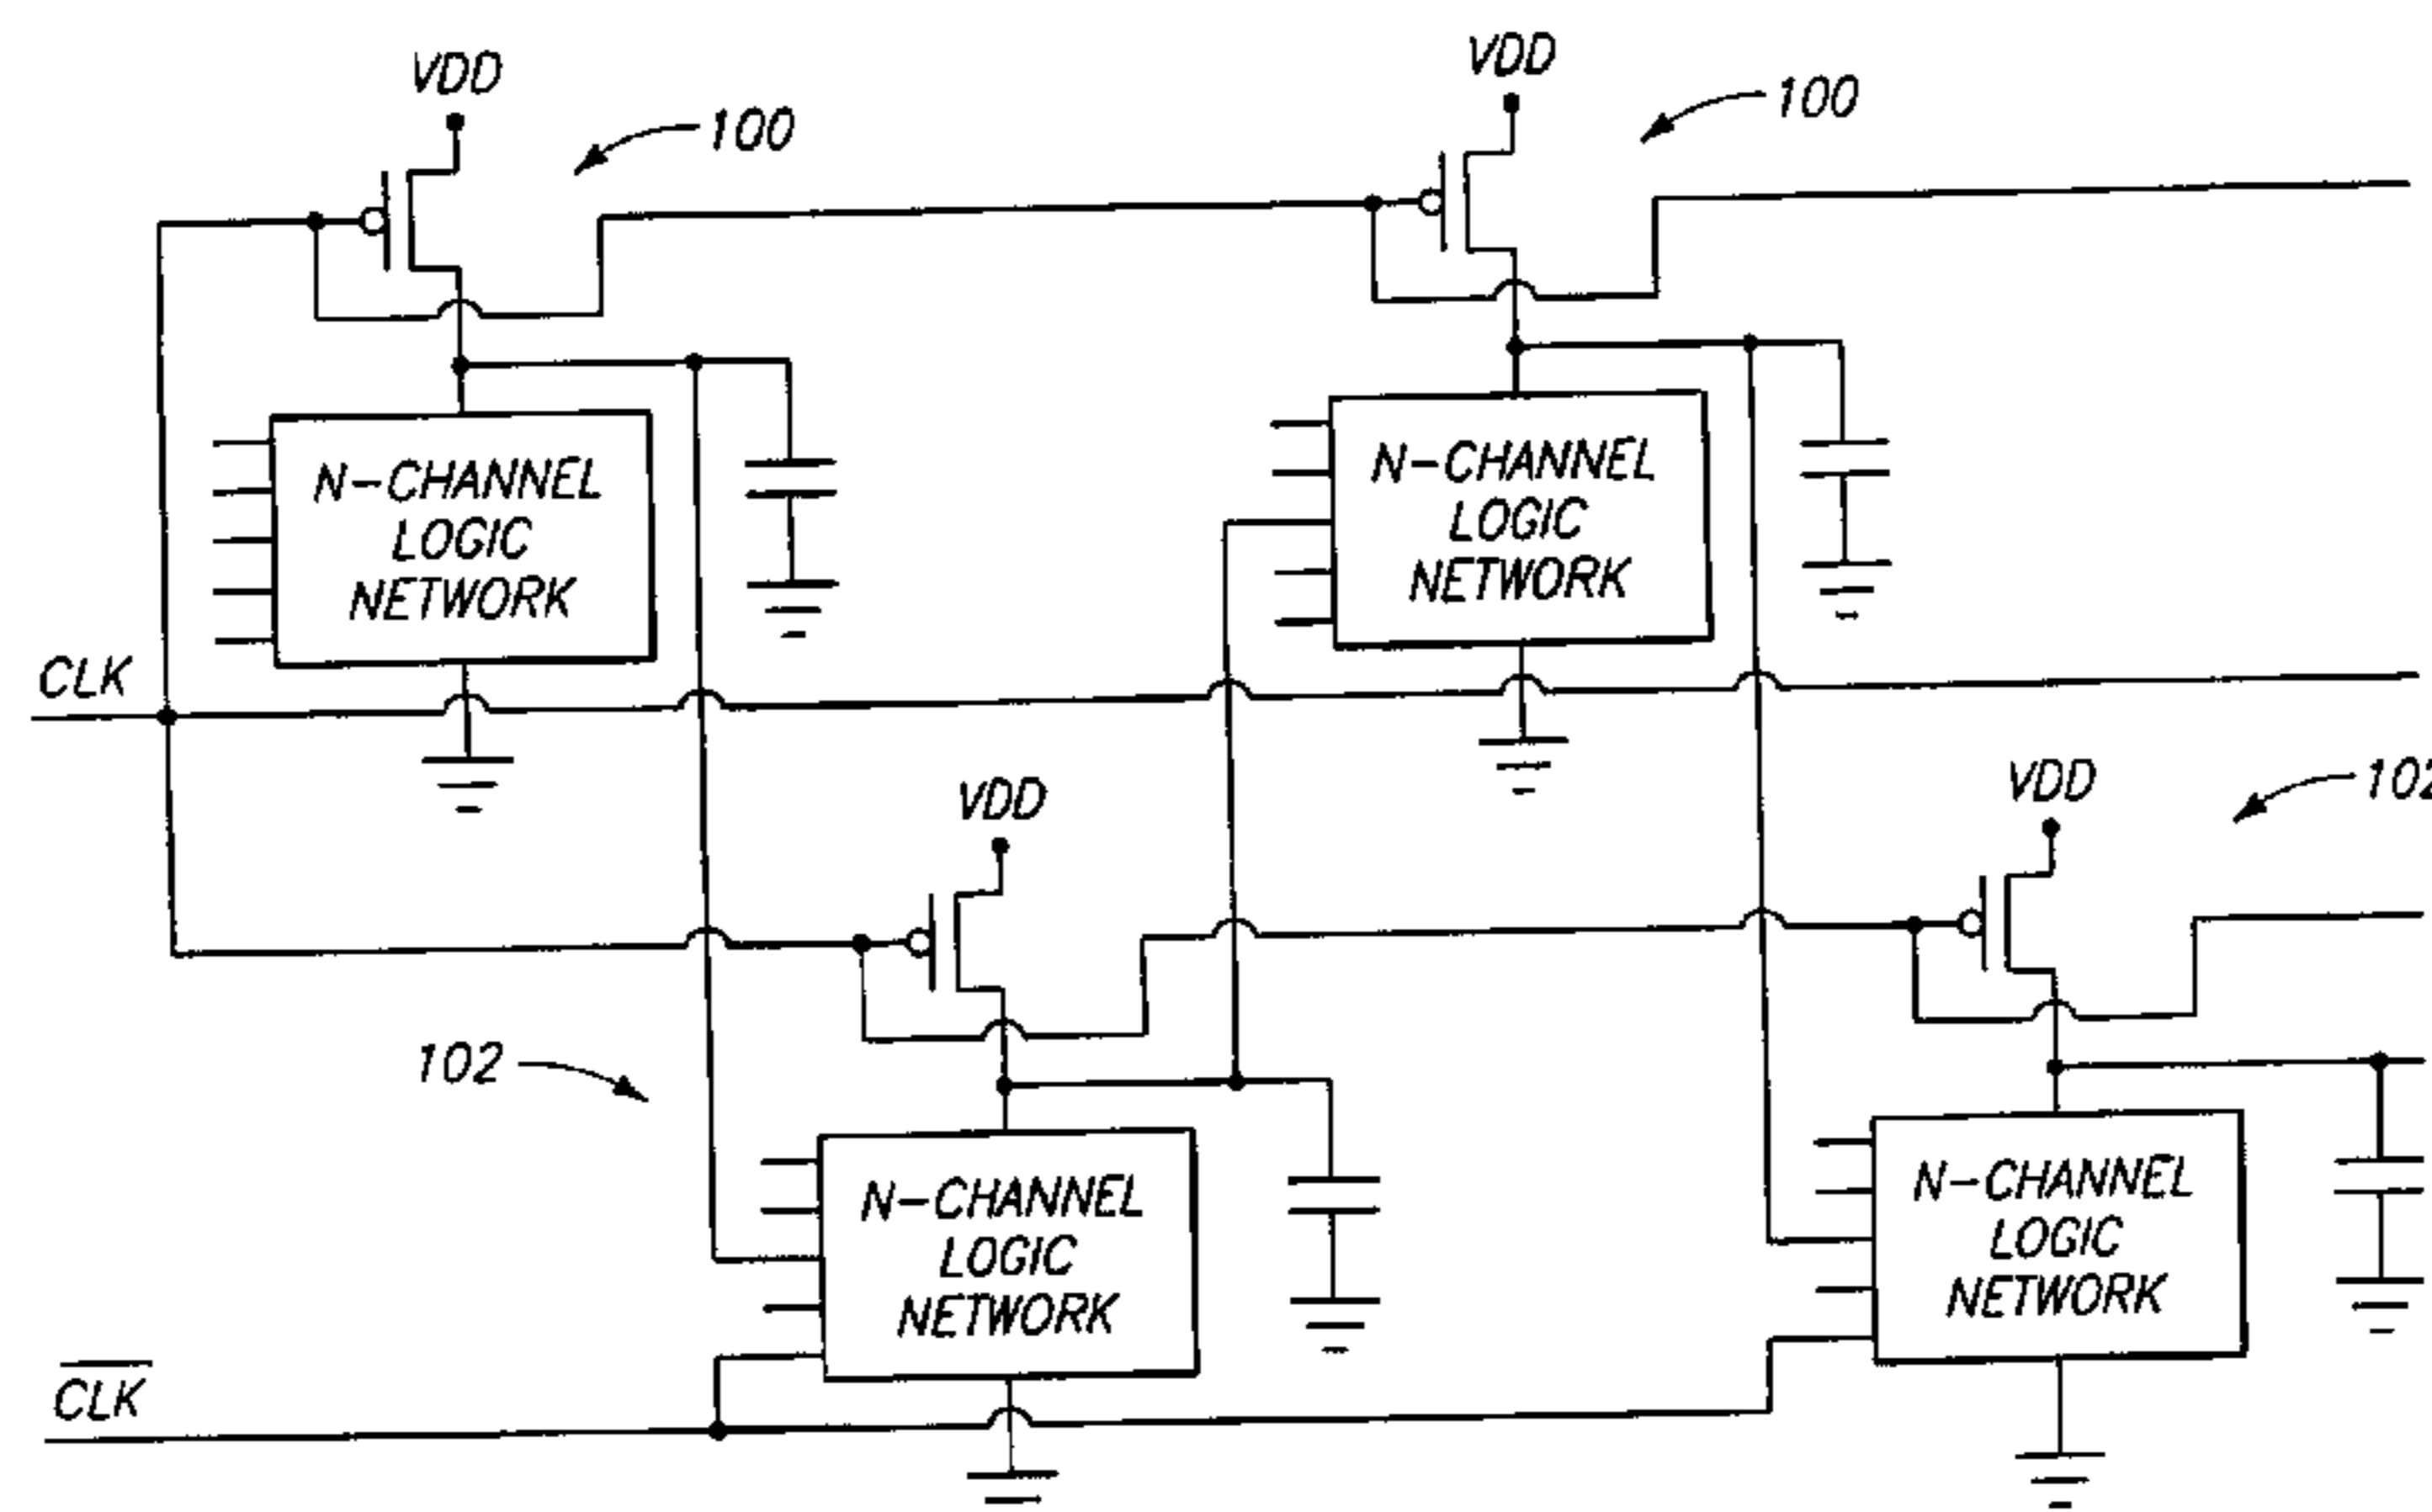 VDD
100
VDD
100
N-CHANNEL
LOGIC
NETWORK
N-CHANNEL
LOGIC
NETWORK
CLK
VDD
VDD
102
102
N-CHANNEL
LOGIC
NETWORK
N-CHANNEL
LOGIC
NETWORK
C̅L̅K̅